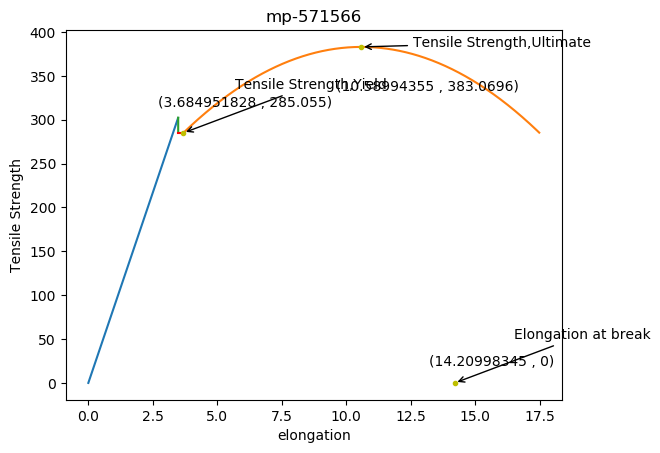 mp-571566
Tensile Strength,Ultimate
(10.58994355 , 383.0696)
Tensile Strength,Yield
(3.684951828 , 285.055)
Elongation at break
(14.20998345 , 0)
Tensile Strength
400
350
300
250
200
150
100
50
0
0.0 2.5 5.0 7.5 10.0 12.5 15.0 17.5
elongation